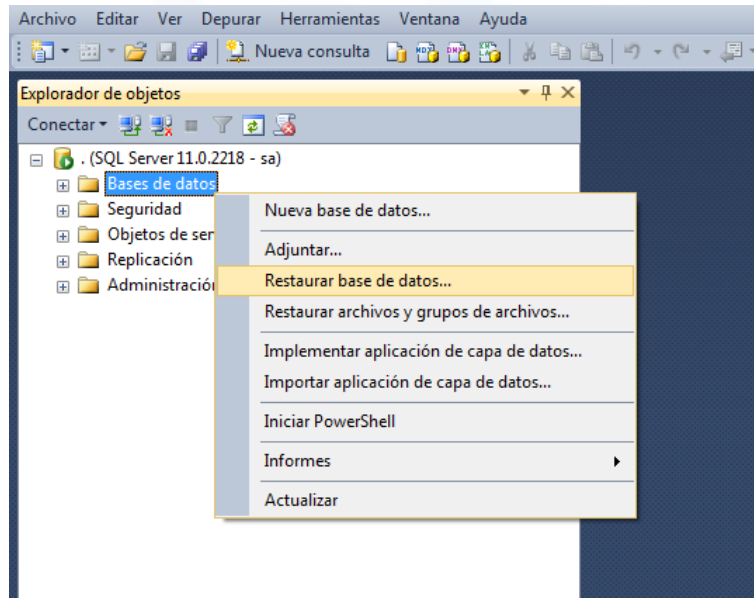 Archivo Editar Ver Depurar Herramientas Ventana Ayuda
Nueva consulta
Explorador de objetos
Conectar
. (SQL Server 11.0.2218 - sa)
Bases de datos
Seguridad
Objetos de ser
Replicación
Administración
Nueva base de datos...
Adjuntar...
Restaurar base de datos...
Restaurar archivos y grupos de archivos...
Implementar aplicación de capa de datos...
Importar aplicación de capa de datos...
Iniciar PowerShell
Informes
Actualizar